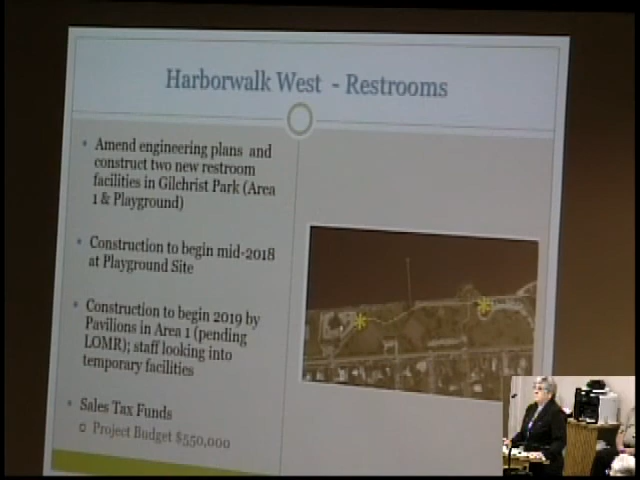 Harborwalk West - Restrooms
Amend engineering plans and
construct two new restroom
facilities in Gilchrist Park (Area
1 & Playground)
Construction to begin mid-2018
at Playground Site
Construction to begin 2019 by
Pavilions in Area 1 (pending
LOMR); staff looking into
temporary facilities
Sales Tax Funds
Project Budget $550,000